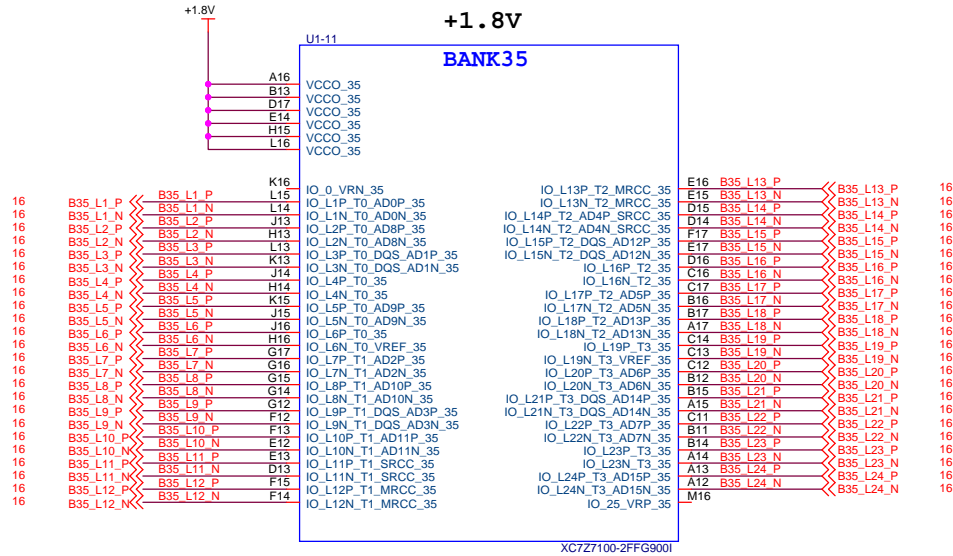 +1.8V
+1.8V
U1-11
BANK35
A16 VCCO_35
B13 VCCO_35
D17 VCCO_35
E14 VCCO_35
H15 VCCO_35
L16 VCCO_35
K16 IO_0_VRN_35 IO_L13P_T2_MRCC_35 E16 B35_L13_P B35_L13_P 16
16 B35_L1_P B35_L1_P L15 IO_L1P_T0_AD0P_35 IO_L13N_T2_MRCC_35 E15 B35_L13_N B35_L13_N 16
16 B35_L1_N B35_L1_N L14 IO_L1N_T0_AD0N_35 IO_L14P_T2_AD4P_SRCC_35 D15 B35_L14_P B35_L14_P 16
16 B35_L2_P B35_L2_P J13 IO_L2P_T0_AD8P_35 IO_L14N_T2_AD4N_SRCC_35 D14 B35_L14_N B35_L14_N 16
16 B35_L2_N B35_L2_N H13 IO_L2N_T0_AD8N_35 IO_L15P_T2_DQS_AD12P_35 F17 B35_L15_P B35_L15_P 16
16 B35_L3_P B35_L3_P L13 IO_L3P_T0_DQS_AD1P_35 IO_L15N_T2_DQS_AD12N_35 E17 B35_L15_N B35_L15_N 16
16 B35_L3_N B35_L3_N K13 IO_L3N_T0_DQS_AD1N_35 IO_L16P_T2_35 D16 B35_L16_P B35_L16_P 16
16 B35_L4_P B35_L4_P J14 IO_L4P_T0_35 IO_L16N_T2_35 C16 B35_L16_N B35_L16_N 16
16 B35_L4_N B35_L4_N H14 IO_L4N_T0_35 IO_L17P_T2_AD5P_35 C17 B35_L17_P B35_L17_P 16
16 B35_L5_P B35_L5_P K15 IO_L5P_T0_AD9P_35 IO_L17N_T2_AD5N_35 B16 B35_L17_N B35_L17_N 16
16 B35_L5_N B35_L5_N J15 IO_L5N_T0_AD9N_35 IO_L18P_T2_AD13P_35 B17 B35_L18_P B35_L18_P 16
16 B35_L6_P B35_L6_P J16 IO_L6P_T0_35 IO_L18N_T2_AD13N_35 A17 B35_L18_N B35_L18_N 16
16 B35_L6_N B35_L6_N H16 IO_L6N_T0_VREF_35 IO_L19P_T3_35 C14 B35_L19_P B35_L19_P 16
16 B35_L7_P B35_L7_P G17 IO_L7P_T1_AD2P_35 IO_L19N_T3_VREF_35 C13 B35_L19_N B35_L19_N 16
16 B35_L7_N B35_L7_N G16 IO_L7N_T1_AD2N_35 IO_L20P_T3_AD6P_35 C12 B35_L20_P B35_L20_P 16
16 B35_L8_P B35_L8_P G15 IO_L8P_T1_AD10P_35 IO_L20N_T3_AD6N_35 B12 B35_L20_N B35_L20_N 16
16 B35_L8_N B35_L8_N G14 IO_L8N_T1_AD10N_35 IO_L21P_T3_DQS_AD14P_35 B15 B35_L21_P B35_L21_P 16
16 B35_L9_P B35_L9_P G12 IO_L9P_T1_DQS_AD3P_35 IO_L21N_T3_DQS_AD14N_35 A15 B35_L21_N B35_L21_N 16
16 B35_L9_N B35_L9_N F12 IO_L9N_T1_DQS_AD3N_35 IO_L22P_T3_AD7P_35 C11 B35_L22_P B35_L22_P 16
16 B35_L10_P B35_L10_P F13 IO_L10P_T1_AD11P_35 IO_L22N_T3_AD7N_35 B11 B35_L22_N B35_L22_N 16
16 B35_L10_N B35_L10_N E12 IO_L10N_T1_AD11N_35 IO_L23P_T3_35 B14 B35_L23_P B35_L23_P 16
16 B35_L11_P B35_L11_P E13 IO_L11P_T1_SRCC_35 IO_L23N_T3_35 A14 B35_L23_N B35_L23_N 16
16 B35_L11_N B35_L11_N D13 IO_L11N_T1_SRCC_35 IO_L24P_T3_AD15P_35 A13 B35_L24_P B35_L24_P 16
16 B35_L12_P B35_L12_P F15 IO_L12P_T1_MRCC_35 IO_L24N_T3_AD15N_35 A12 B35_L24_N B35_L24_N 16
16 B35_L12_N B35_L12_N F14 IO_L12N_T1_MRCC_35 IO_25_VRP_35 M16
XC7Z7100-2FFG900I